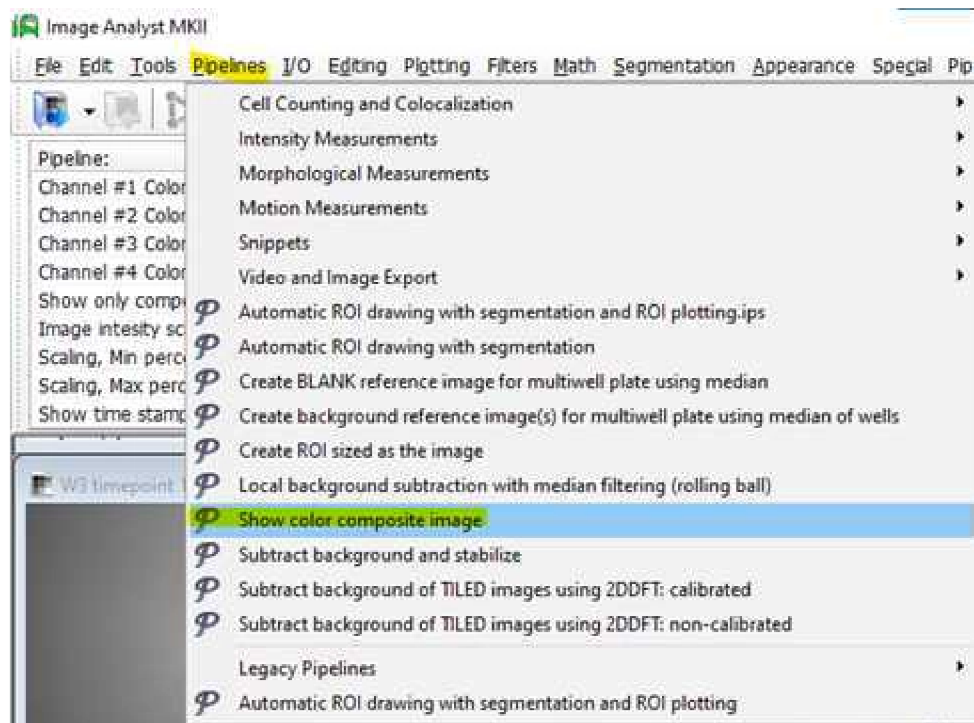 Image Analyst MKII
File Edit Tools Pipelines I/O Editing Plotting Filters Math Segmentation Appearance Special Pip
Cell Counting and Colocalization
Intensity Measurements
Pipeline:
Morphological Measurements
Channel #1 Color
Motion Measurements
Channel #2 Color
Channel #3 Color
Snippets
Channel #4 Color
Video and Image Export
Show only compo
Automatic ROI drawing with segmentation and ROI plotting.ips
Image intesity sc
Automatic ROI drawing with segmentation
Scaling, Min perce
Scaling, Max perc
Create BLANK reference image for multiwell plate using median
Show time stamp
Create background reference image(s) for multiwell plate using median of wells
Create ROI sized as the image
W3 timepoint
Local background subtraction with median filtering (rolling ball)
Show color composite image
Subtract background and stabilize
Subtract background of TILED images using 2DDFT: calibrated
Subtract background of TILED images using 2DDFT: non-calibrated
Legacy Pipelines
Automatic ROI drawing with segmentation and ROI plotting